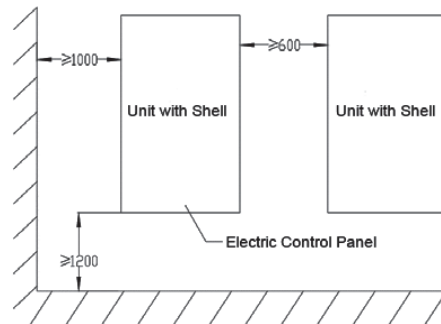 ≥1000
≥600
Unit with Shell
Unit with Shell
Electric Control Panel
≥1200